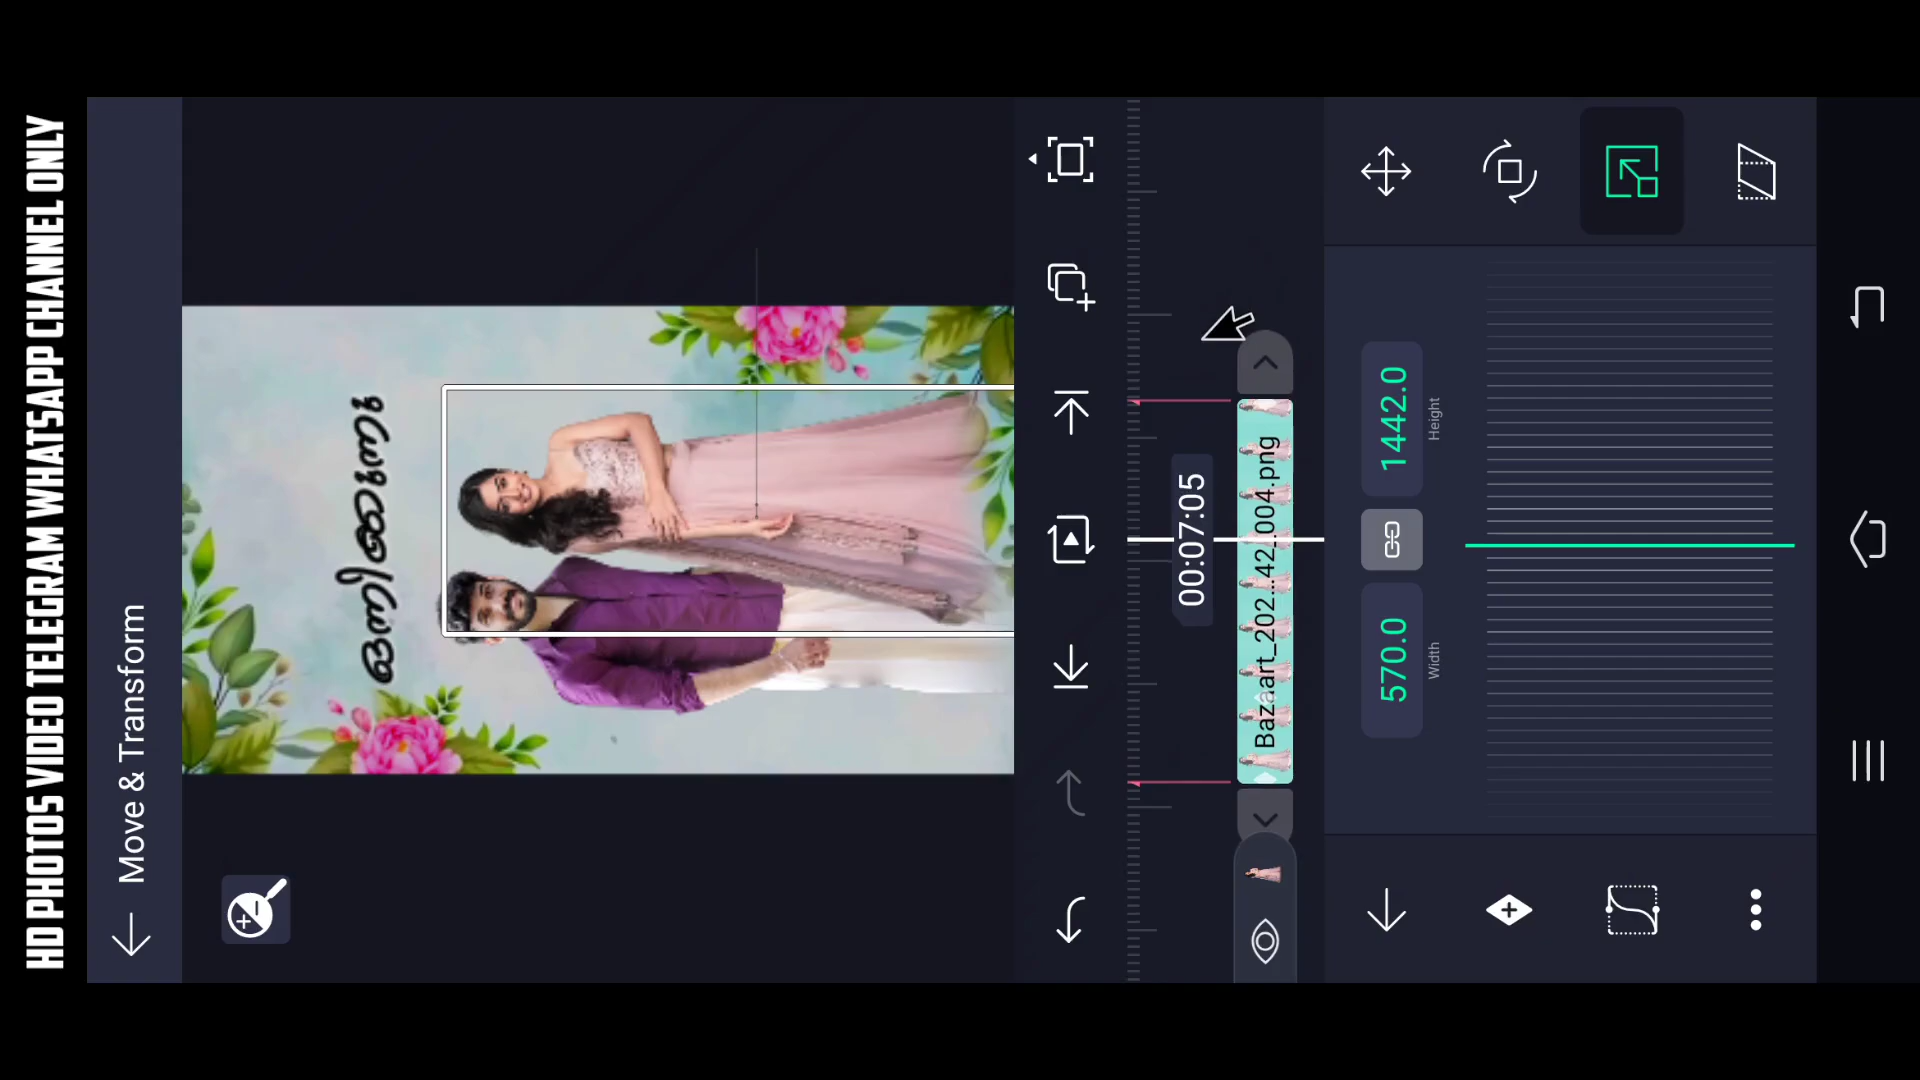 HD PHOTOS VIDEO TELEGRAM WHATSAPP CHANNEL ONLY
Move & Transform
00:07:05
Bazaart_202...42_004.png
570.0
Width
1442.0
Height